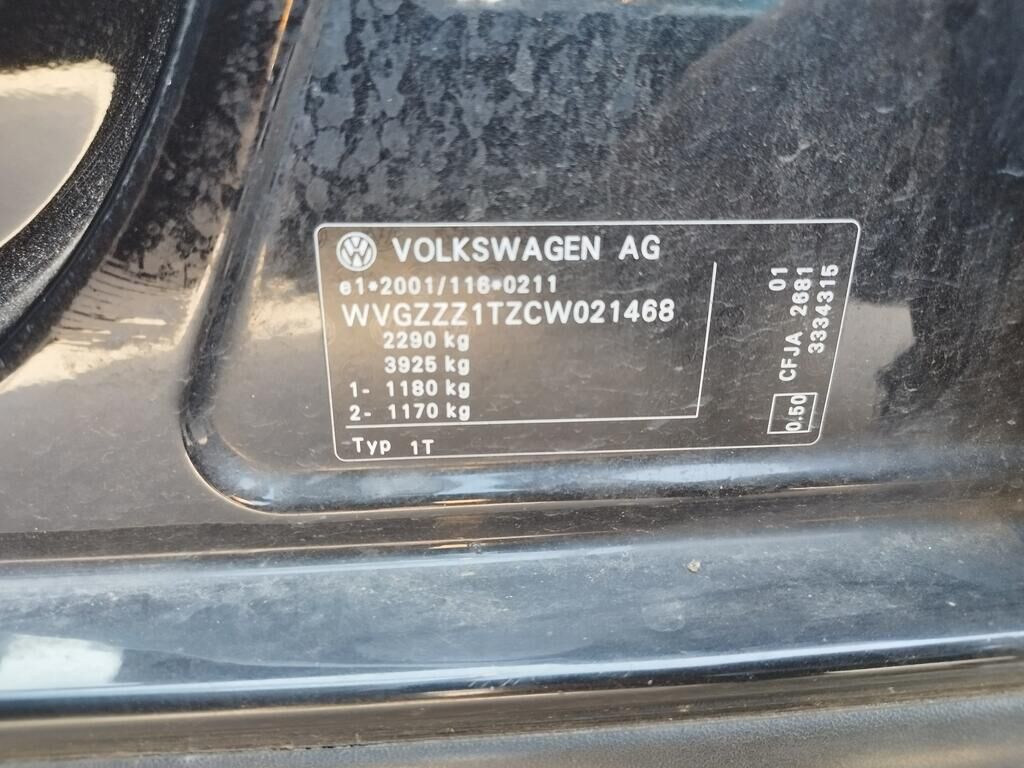 VOLKSWAGEN AG
e1*2001/116*0211
WVGZZZ1TZCW021468
2290 kg
3925 kg
1- 1180 kg
2- 1170 kg
Typ 1T
01
CFJA 2681
3334315
0.50